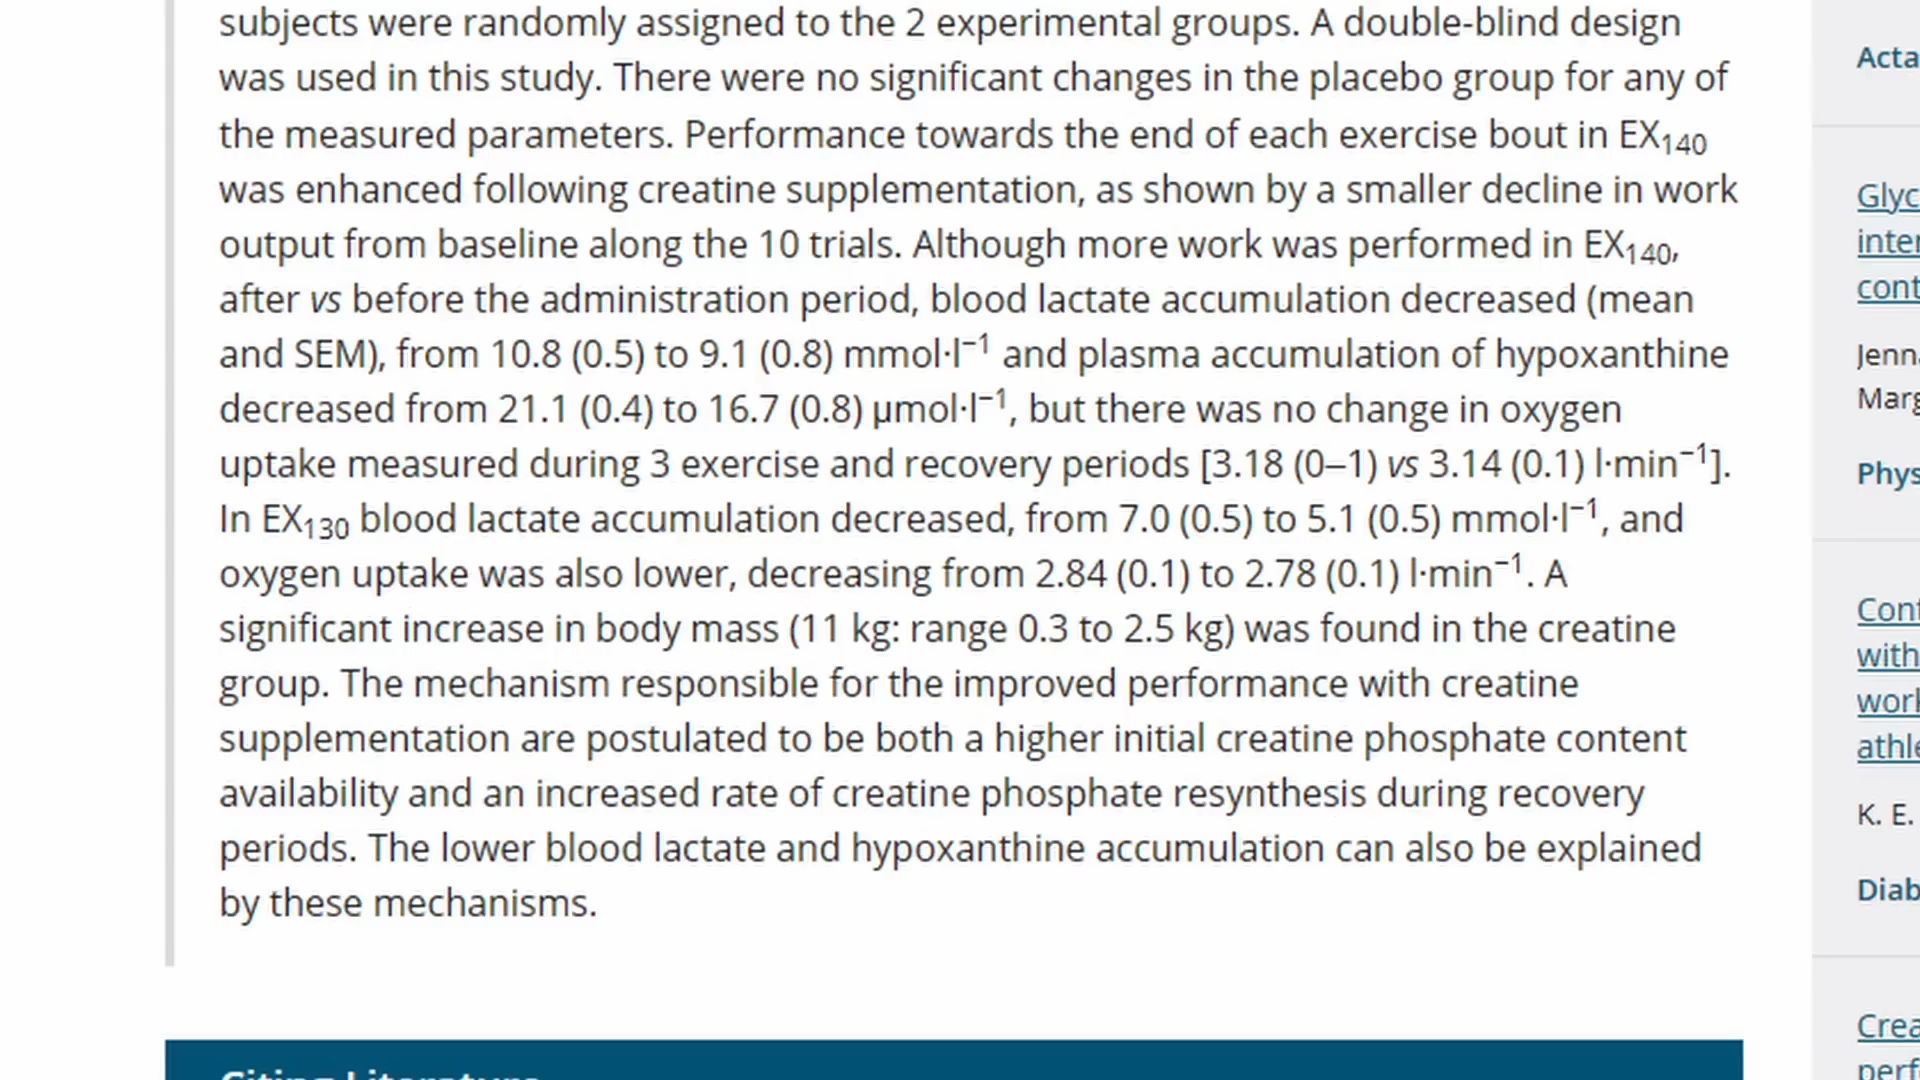 subjects were randomly assigned to the 2 experimental groups. A double-blind design
was used in this study. There were no significant changes in the placebo group for any of
the measured parameters. Performance towards the end of each exercise bout in EX₁₄₀
was enhanced following creatine supplementation, as shown by a smaller decline in work
output from baseline along the 10 trials. Although more work was performed in EX₁₄₀,
after vs before the administration period, blood lactate accumulation decreased (mean
and SEM), from 10.8 (0.5) to 9.1 (0.8) mmol·l⁻¹ and plasma accumulation of hypoxanthine
decreased from 21.1 (0.4) to 16.7 (0.8) μmol·l⁻¹, but there was no change in oxygen
uptake measured during 3 exercise and recovery periods [3.18 (0–1) vs 3.14 (0.1) l·min⁻¹].
In EX₁₃₀ blood lactate accumulation decreased, from 7.0 (0.5) to 5.1 (0.5) mmol·l⁻¹, and
oxygen uptake was also lower, decreasing from 2.84 (0.1) to 2.78 (0.1) l·min⁻¹. A
significant increase in body mass (11 kg: range 0.3 to 2.5 kg) was found in the creatine
group. The mechanism responsible for the improved performance with creatine
supplementation are postulated to be both a higher initial creatine phosphate content
availability and an increased rate of creatine phosphate resynthesis during recovery
periods. The lower blood lactate and hypoxanthine accumulation can also be explained
by these mechanisms.
Citing Literature
Acta
Glyc
inter
cont
Jenna
Marg
Phys
Conf
with
work
athle
K. E.
Diab
Crea
perf